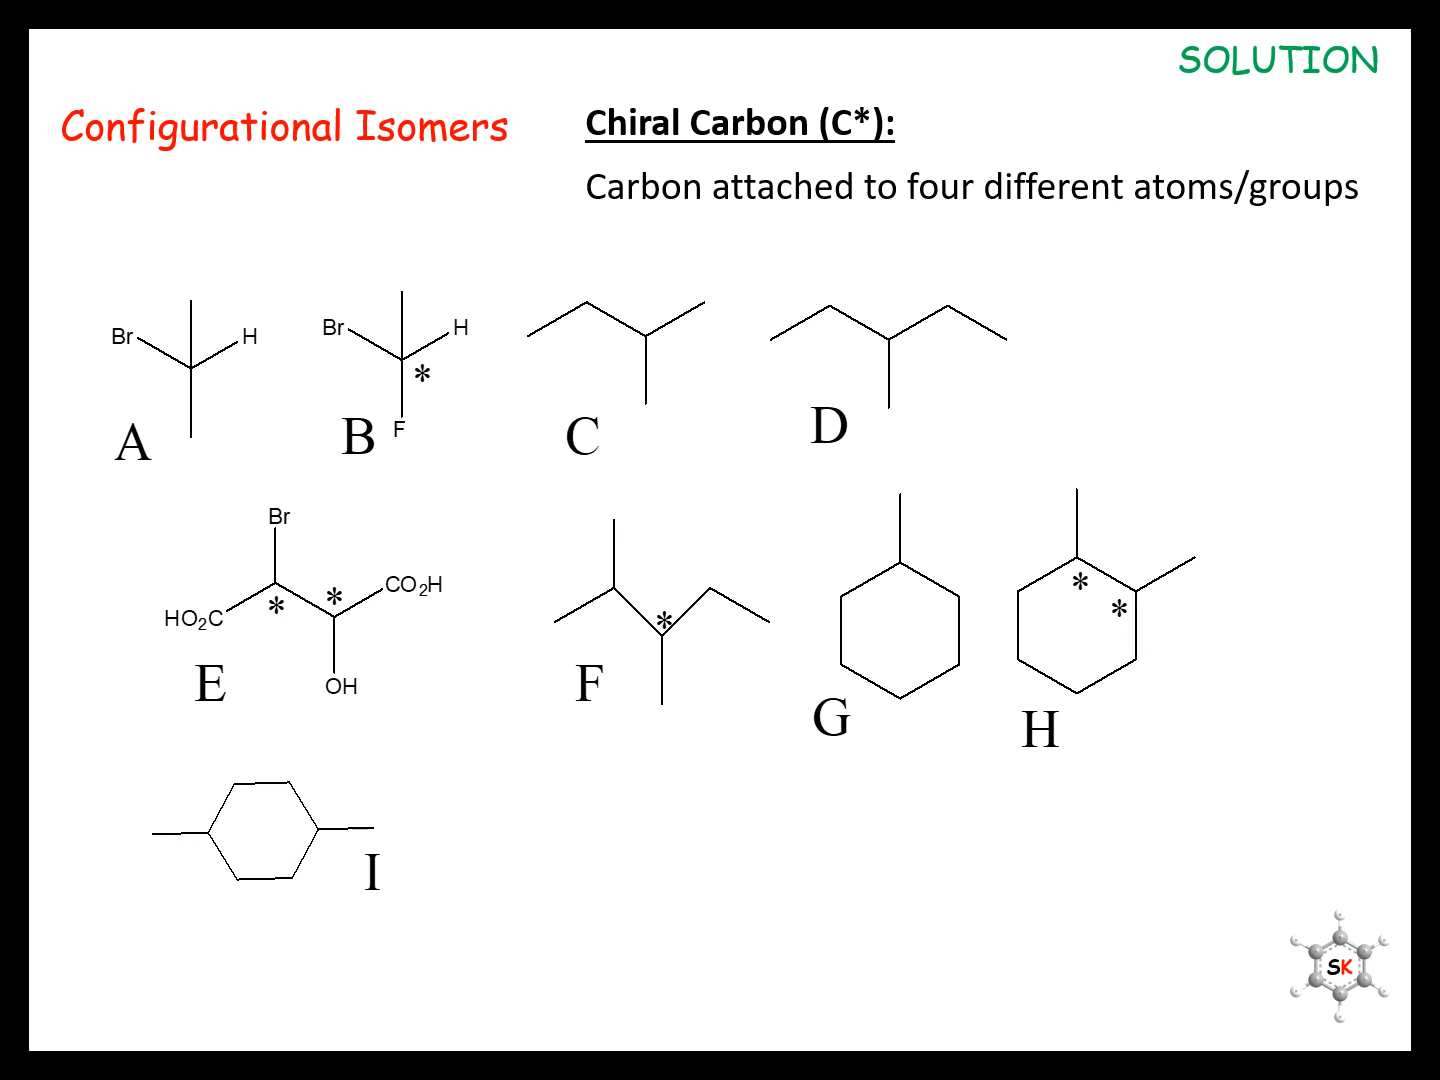 SOLUTION
Configurational Isomers
Chiral Carbon (C*):
Carbon attached to four different atoms/groups
Br H
A
Br H
*
F
B
C
D
Br
HO₂C * * CO₂H
OH
E
*
F
G
*
*
H
I
SK